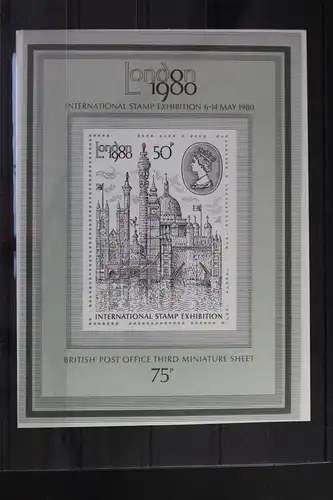 London
1980
INTERNATIONAL STAMP EXHIBITION 6-14 MAY 1980
London
1980
50P
INTERNATIONAL STAMP EXHIBITION
BRITISH POST OFFICE THIRD MINIATURE SHEET
75P